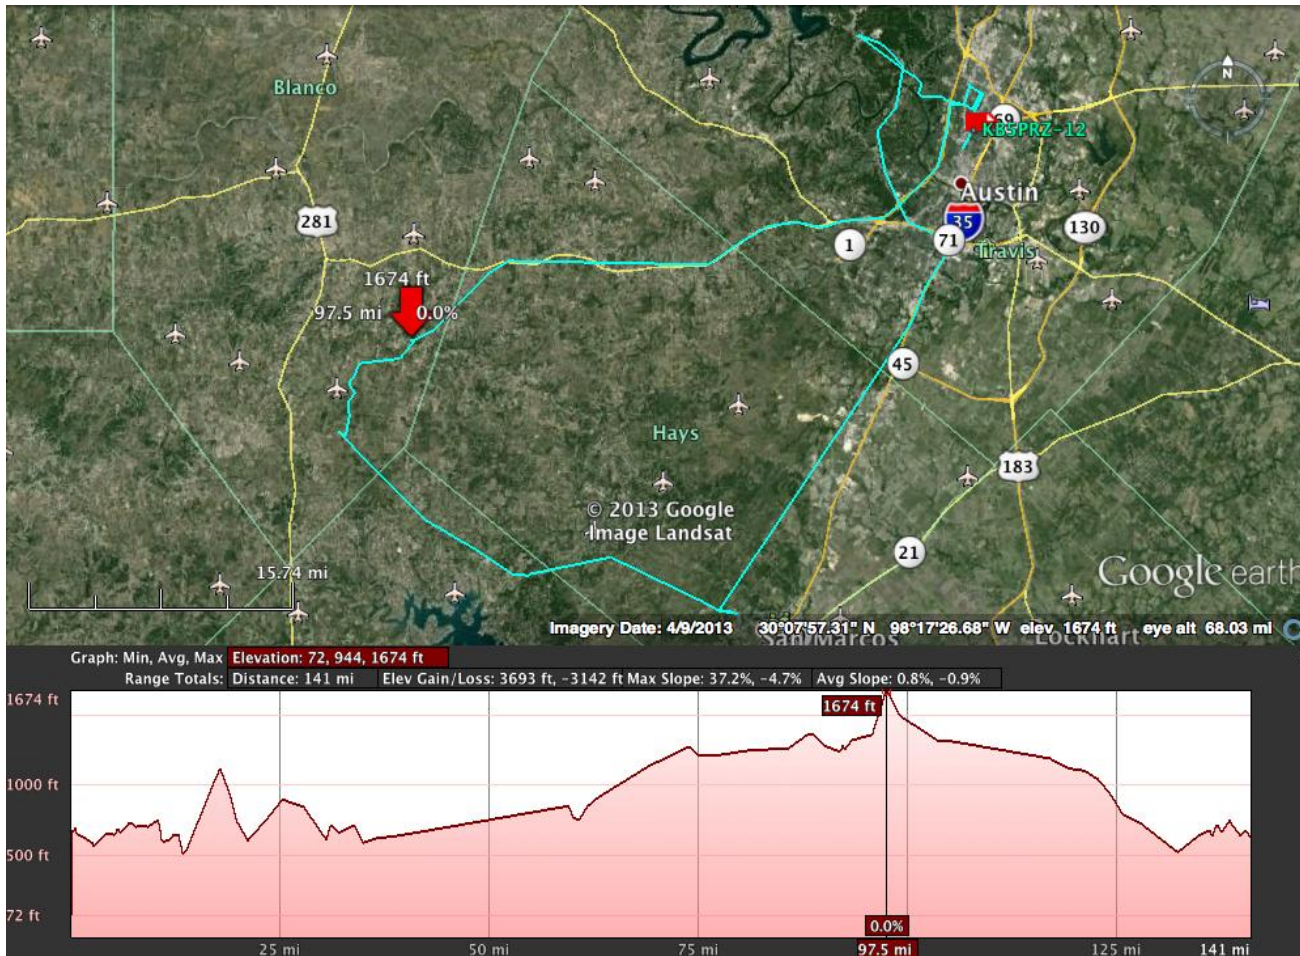 Blanco
N
69
KB5PRZ-12
Austin
281
35
130
1
71
Travis
1674 ft
97.5 mi 0.0%
45
Hays
183
© 2013 Google
Image Landsat
21
15.74 mi
Google earth
Imagery Date: 4/9/2013 30°07'57.31" N 98°17'26.68" W elev 1674 ft eye alt 68.03 mi
San Marcos Lockhart
Graph: Min, Avg, Max Elevation: 72, 944, 1674 ft
Range Totals: Distance: 141 mi Elev Gain/Loss: 3693 ft, -3142 ft Max Slope: 37.2%, -4.7% Avg Slope: 0.8%, -0.9%
1674 ft
1674 ft
1000 ft
500 ft
72 ft
0.0%
25 mi 50 mi 75 mi 97.5 mi 125 mi 141 mi